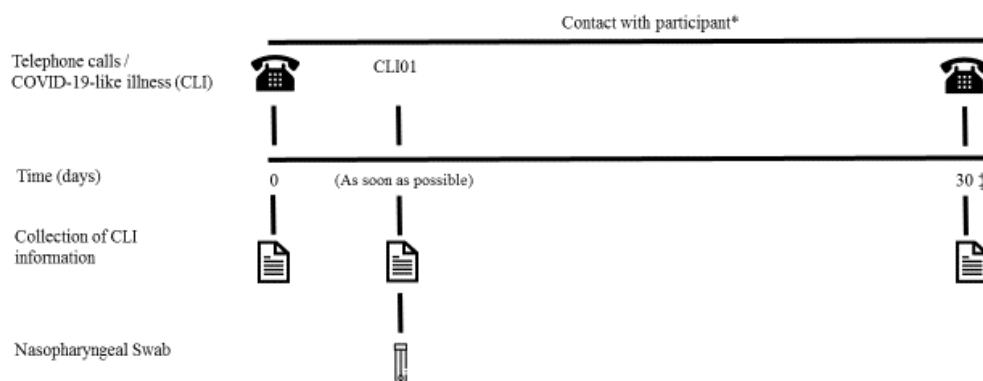 Contact with participant*
Telephone calls /
COVID-19-like illness (CLI)
CLI01
Time (days)
0
(As soon as possible)
30 ‡
Collection of CLI
information
Nasopharyngeal Swab